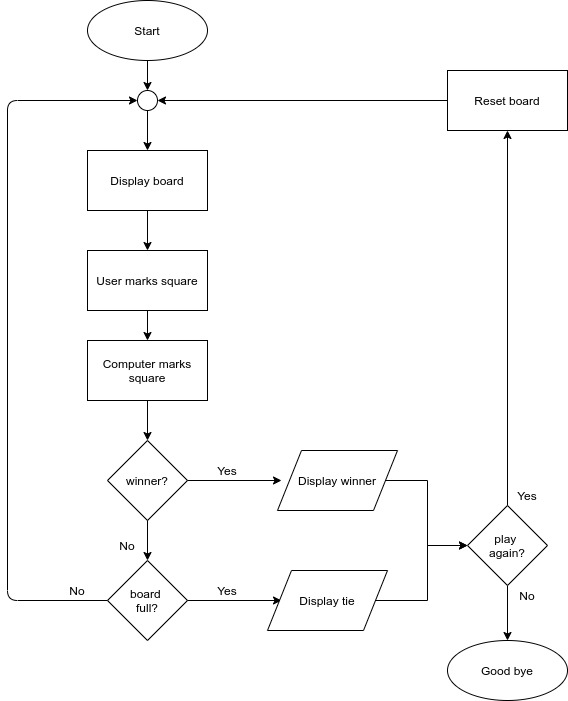 Start
Reset board
Display board
User marks square
Computer marks
square
winner?
Yes
Display winner
Yes
play
again?
No
No
board
full?
No
Yes
Display tie
Good bye